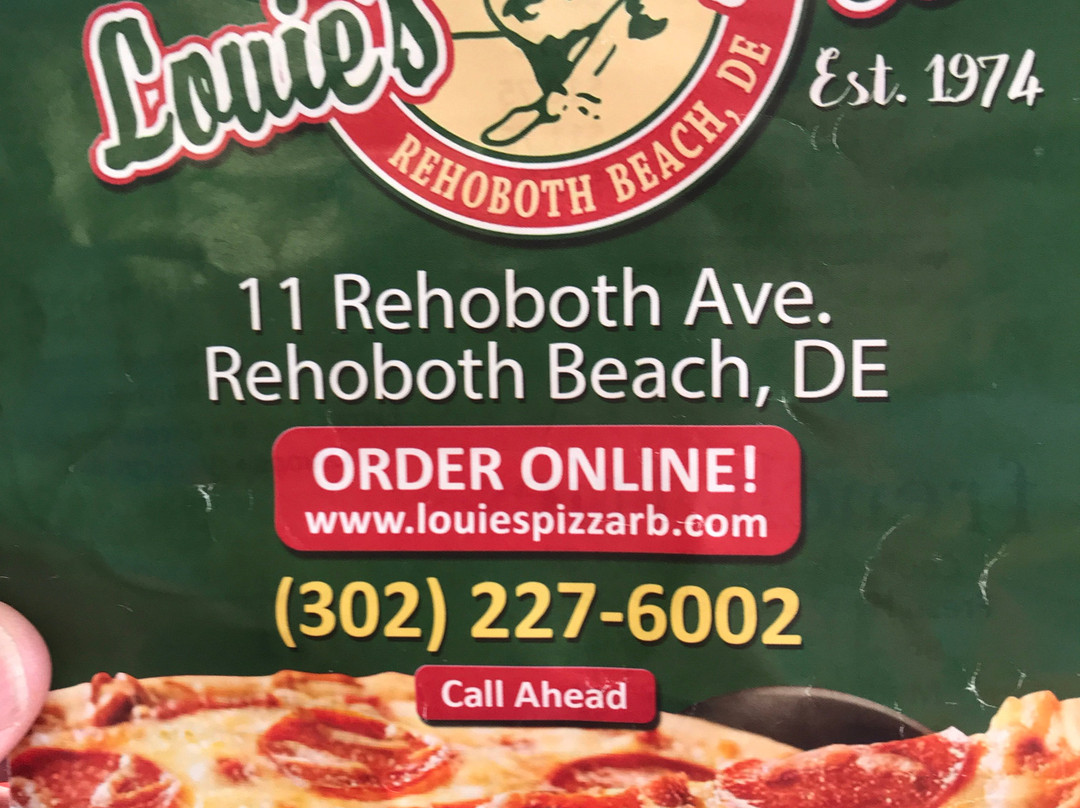 Louie's
Est. 1974
REHOBOTH BEACH, DE
11 Rehoboth Ave.
Rehoboth Beach, DE
ORDER ONLINE!
www.louiespizzarb.com
(302) 227-6002
Call Ahead